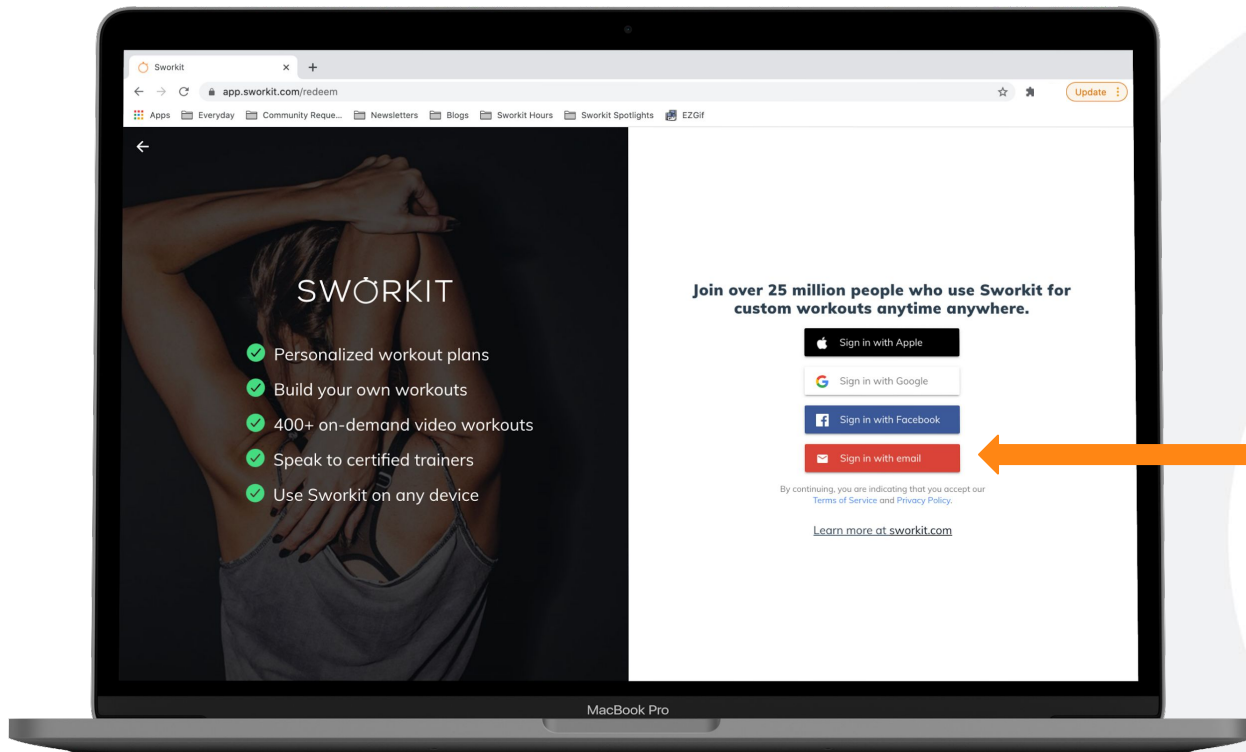 Sworkit
app.sworkit.com/redeem
Update
Apps Everyday Community Reque... Newsletters Blogs Sworkit Hours Sworkit Spotlights EZGif
SWORKIT
Personalized workout plans
Build your own workouts
400+ on-demand video workouts
Speak to certified trainers
Use Sworkit on any device
Join over 25 million people who use Sworkit for
custom workouts anytime anywhere.
Sign in with Apple
Sign in with Google
Sign in with Facebook
Sign in with email
By continuing, you are indicating that you accept our
Terms of Service and Privacy Policy.
Learn more at sworkit.com
MacBook Pro